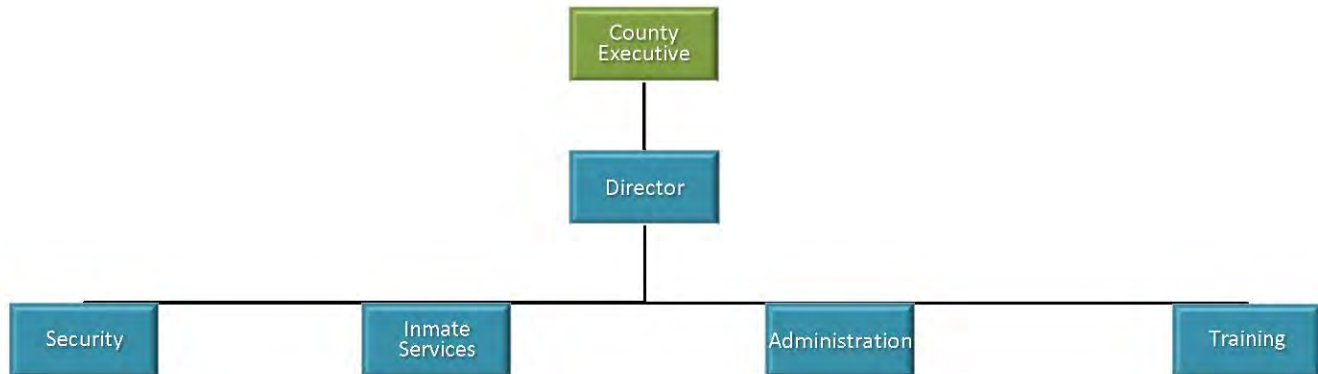 County
Executive
Director
Security
Inmate
Services
Administration
Training